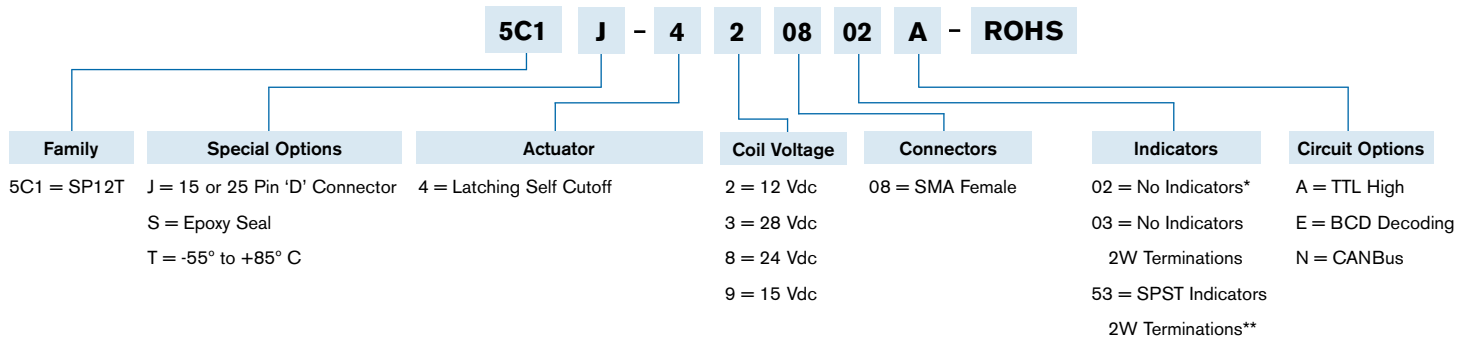 5C1 J - 4 2 08 02 A - ROHS
Family
5C1 = SP12T
Special Options
J = 15 or 25 Pin ‘D’ Connector
S = Epoxy Seal
T = -55º to +85º C
Actuator
4 = Latching Self Cutoff
Coil Voltage
2 = 12 Vdc
3 = 28 Vdc
8 = 24 Vdc
9 = 15 Vdc
Connectors
08 = SMA Female
Indicators
02 = No Indicators*
03 = No Indicators
2W Terminations
53 = SPST Indicators
2W Terminations**
Circuit Options
A = TTL High
E = BCD Decoding
N = CANBus